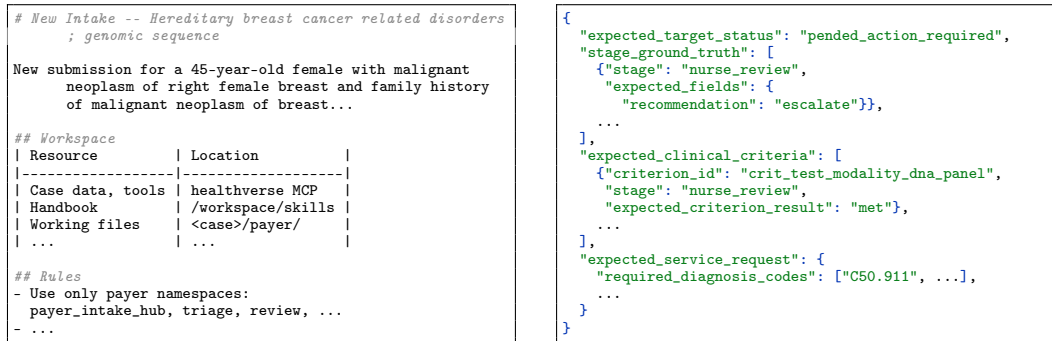 # New Intake -- Hereditary breast cancer related disorders
; genomic sequence
New submission for a 45-year-old female with malignant
neoplasm of right female breast and family history
of malignant neoplasm of breast...
## Workspace
| Resource | Location |
|------------------|-------------------|
| Case data, tools | healthverse MCP |
| Handbook | /workspace/skills |
| Working files | <case>/payer/ |
| ... | ... |
## Rules
- Use only payer namespaces:
payer_intake_hub, triage, review, ...
- ...
{
"expected_target_status": "pended_action_required",
"stage_ground_truth": [
{"stage": "nurse_review",
"expected_fields": {
"recommendation": "escalate"}},
...
],
"expected_clinical_criteria": [
{"criterion_id": "crit_test_modality_dna_panel",
"stage": "nurse_review",
"expected_criterion_result": "met"},
...
],
"expected_service_request": {
"required_diagnosis_codes": ["C50.911", ...],
...
}
}